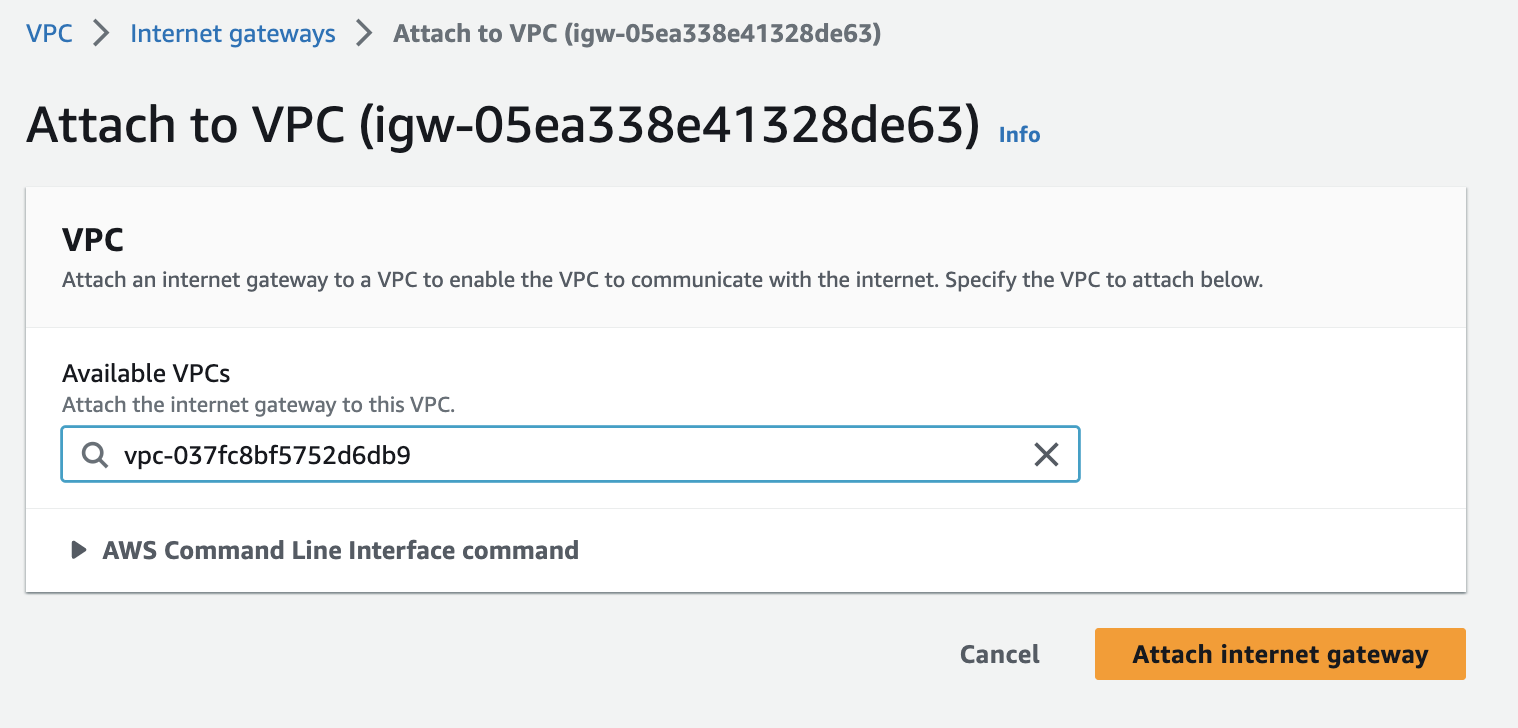 VPC > Internet gateways > Attach to VPC (igw-05ea338e41328de63)
Attach to VPC (igw-05ea338e41328de63) Info
VPC
Attach an internet gateway to a VPC to enable the VPC to communicate with the internet. Specify the VPC to attach below.
Available VPCs
Attach the internet gateway to this VPC.
vpc-037fc8bf5752d6db9
AWS Command Line Interface command
Cancel Attach internet gateway